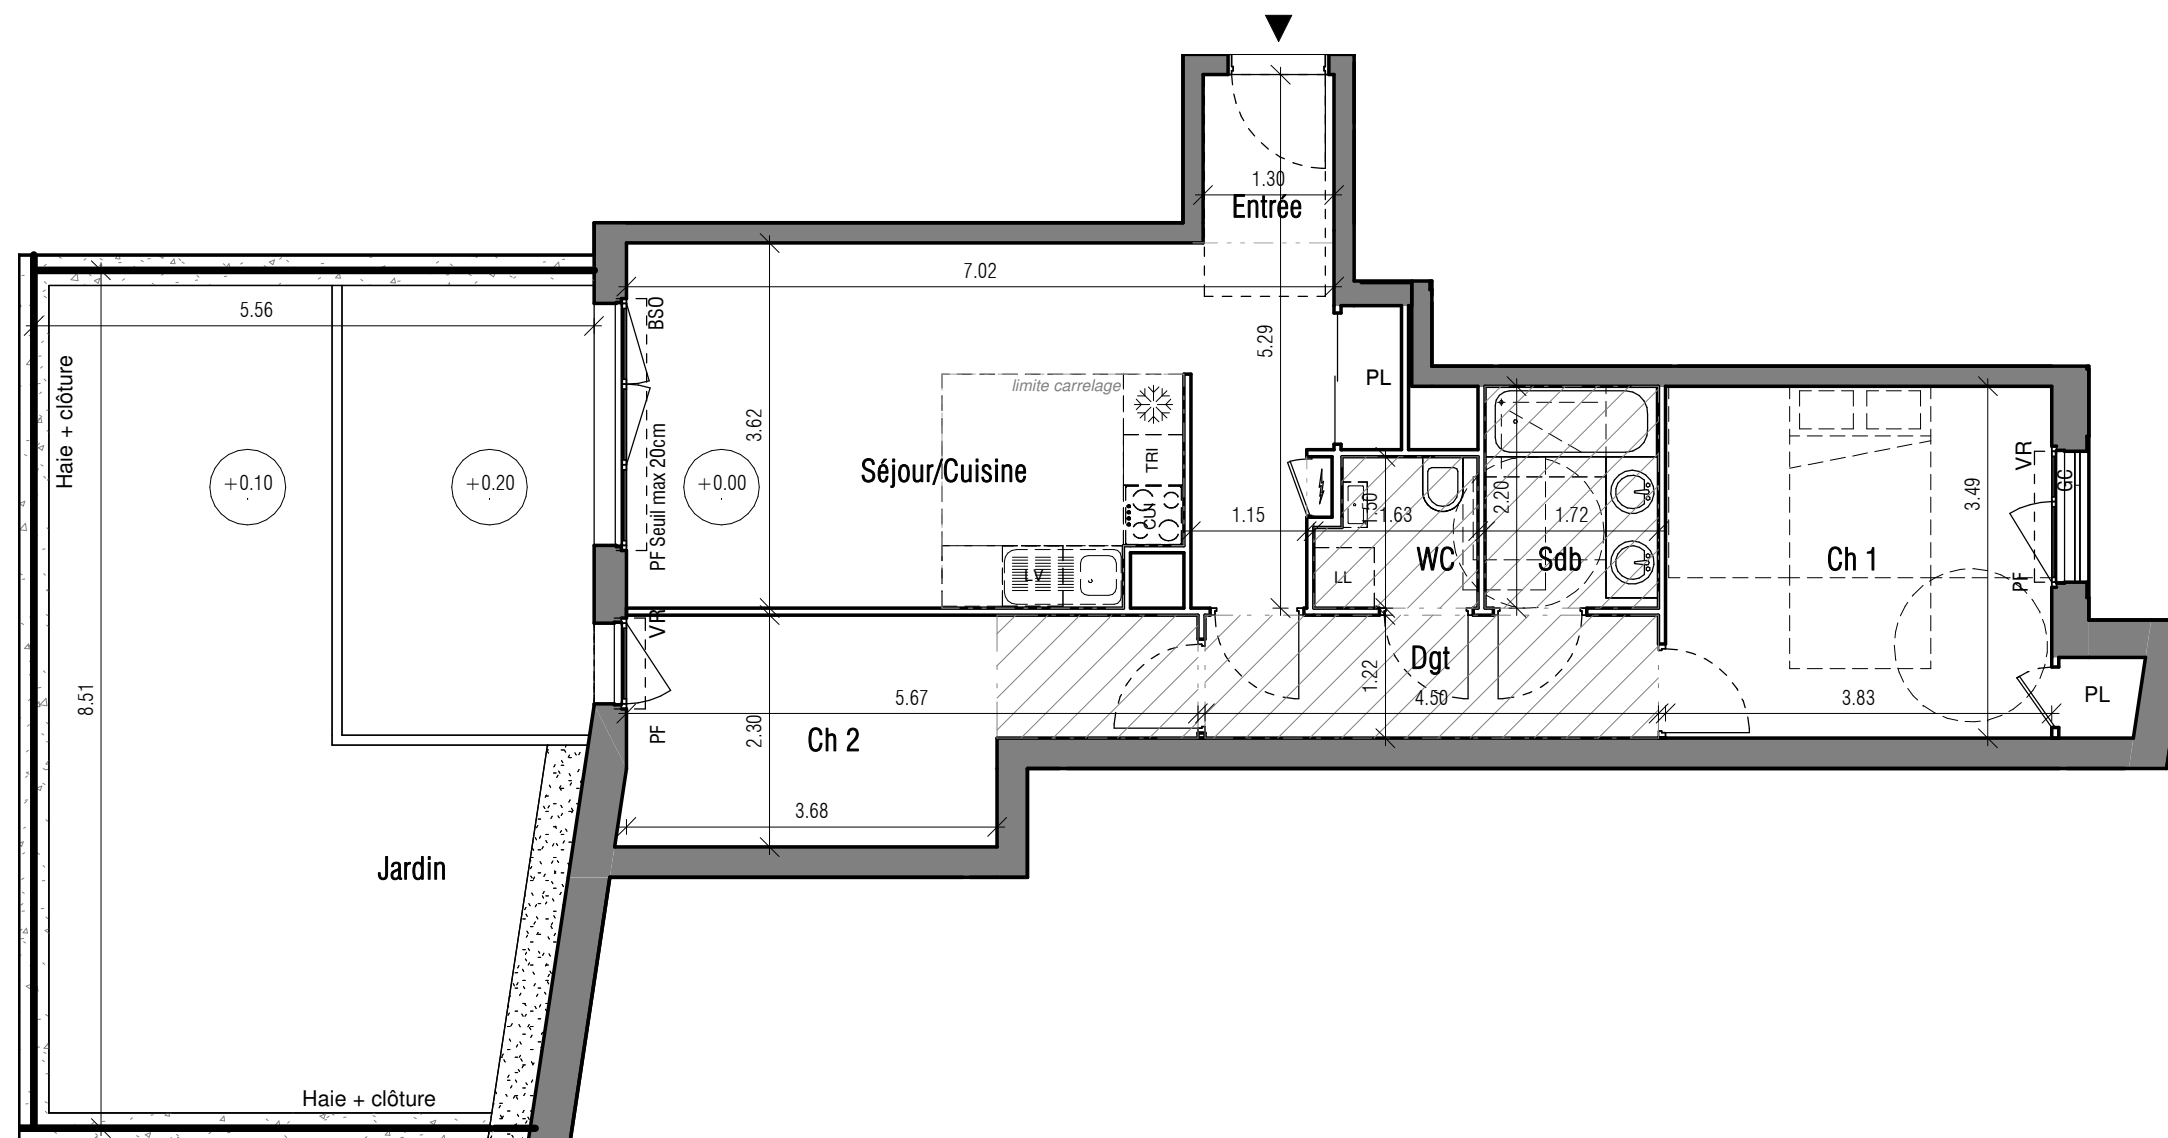 1.30
Entrée
7.02
5.56
BSO
5.29
limite carrelage
PL
Haie + clôture
3.62
+0.10
+0.20
+0.00
PF Seuil max 20cm
Séjour/Cuisine
TRI
CUI
1.15
1.63
2.20
1.72
VR
GC
3.49
WC
Sdb
Ch 1
LV
LL
PF
VR
Dgt
1.22
8.51
5.67
4.50
3.83
PL
PF
2.30
Ch 2
3.68
Jardin
Haie + clôture